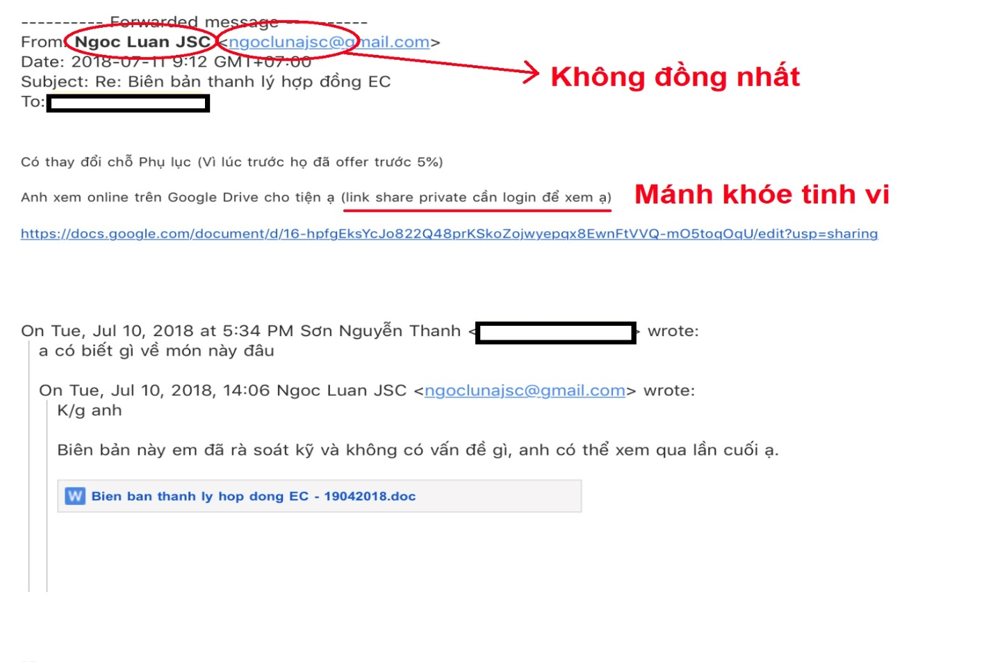 ---------- Forwarded message ----------
From: Ngoc Luan JSC <ngoclunajsc@gmail.com>
Date: 2018-07-11 9:12 GMT+07:00
Không đồng nhất
Subject: Re: Biên bản thanh lý hợp đồng EC
To:
Có thay đổi chỗ Phụ lục (Vì lúc trước họ đã offer trước 5%)
Anh xem online trên Google Drive cho tiện ạ (link share private cần login để xem ạ)
Mánh khóe tinh vi
https://docs.google.com/document/d/16-hpfgEksYcJo822Q48prKSkoZojwyepqx8EwnFtVVQ-mO5toqOqU/edit?usp=sharing
On Tue, Jul 10, 2018 at 5:34 PM Sơn Nguyễn Thanh < > wrote:
a có biết gì về món này đâu
On Tue, Jul 10, 2018, 14:06 Ngoc Luan JSC <ngoclunajsc@gmail.com> wrote:
K/g anh
Biên bản này em đã rà soát kỹ và không có vấn đề gì, anh có thể xem qua lần cuối ạ.
W Bien ban thanh ly hop dong EC - 19042018.doc